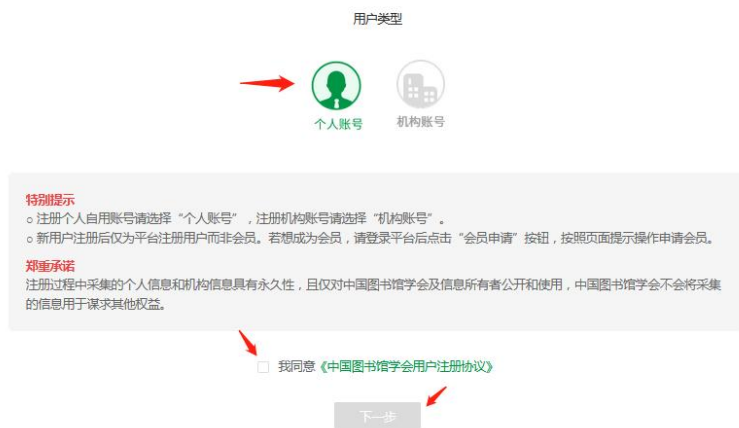 用户类型
个人账号
机构账号
特别提示
○ 注册个人自用账号请选择“个人账号”，注册机构账号请选择“机构账号”。
○ 新用户注册后仅为平台注册用户而非会员。若想成为会员，请登录平台后点击“会员申请”按钮，按照页面提示操作申请会员。
郑重承诺
注册过程中采集的个人信息和机构信息具有永久性，且仅对中国图书馆学会及信息所有者公开和使用，中国图书馆学会不会将采集
的信息用于谋求其他权益。
我同意《中国图书馆学会用户注册协议》
下一步